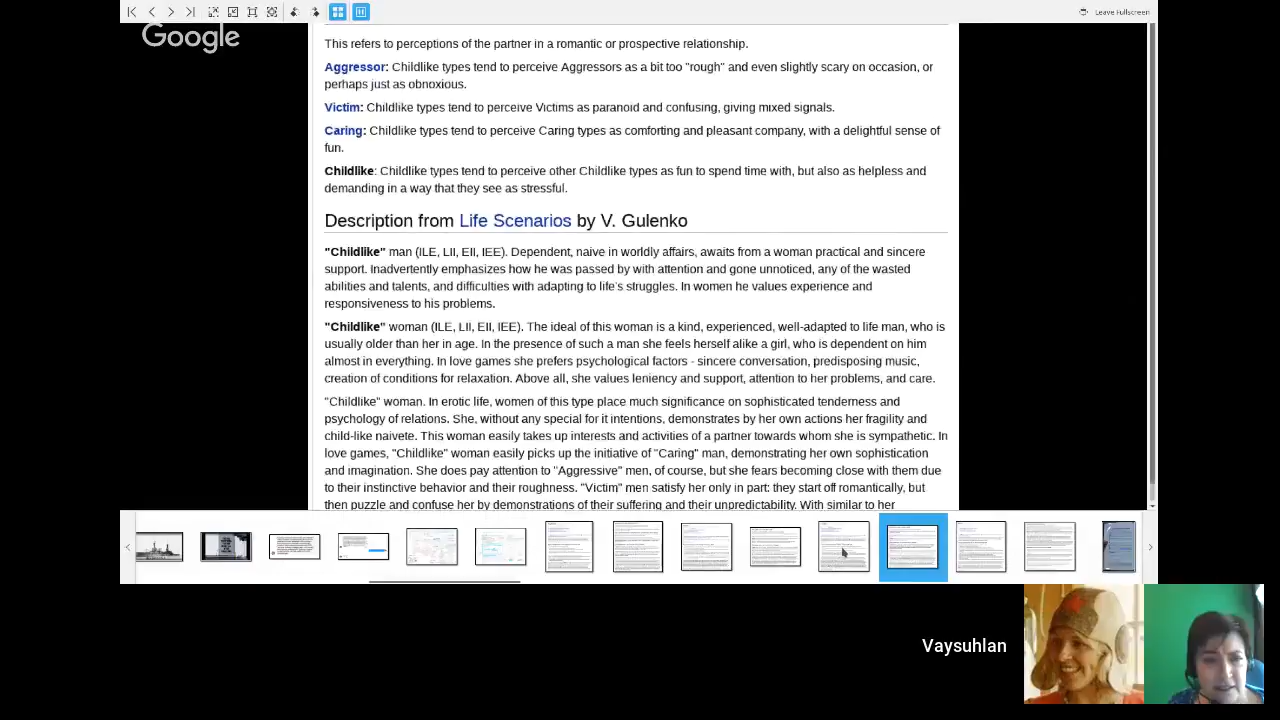 Leave Fullscreen
Google
This refers to perceptions of the partner in a romantic or prospective relationship.
Aggressor: Childlike types tend to perceive Aggressors as a bit too "rough" and even slightly scary on occasion, or
perhaps just as obnoxious.
Victim: Childlike types tend to perceive Victims as paranoid and confusing, giving mixed signals.
Caring: Childlike types tend to perceive Caring types as comforting and pleasant company, with a delightful sense of
fun.
Childlike: Childlike types tend to perceive other Childlike types as fun to spend time with, but also as helpless and
demanding in a way that they see as stressful.
Description from Life Scenarios by V. Gulenko
"Childlike" man (ILE, LII, EII, IEE). Dependent, naive in worldly affairs, awaits from a woman practical and sincere
support. Inadvertently emphasizes how he was passed by with attention and gone unnoticed, any of the wasted
abilities and talents, and difficulties with adapting to life's struggles. In women he values experience and
responsiveness to his problems.
"Childlike" woman (ILE, LII, EII, IEE). The ideal of this woman is a kind, experienced, well-adapted to life man, who is
usually older than her in age. In the presence of such a man she feels herself alike a girl, who is dependent on him
almost in everything. In love games she prefers psychological factors - sincere conversation, predisposing music,
creation of conditions for relaxation. Above all, she values leniency and support, attention to her problems, and care.
"Childlike" woman. In erotic life, women of this type place much significance on sophisticated tenderness and
psychology of relations. She, without any special for it intentions, demonstrates by her own actions her fragility and
child-like naivete. This woman easily takes up interests and activities of a partner towards whom she is sympathetic. In
love games, "Childlike" woman easily picks up the initiative of "Caring" man, demonstrating her own sophistication
and imagination. She does pay attention to "Aggressive" men, of course, but she fears becoming close with them due
to their instinctive behavior and their roughness. "Victim" men satisfy her only in part: they start off romantically, but
then puzzle and confuse her by demonstrations of their suffering and their unpredictability. With similar to her
Vaysuhlan